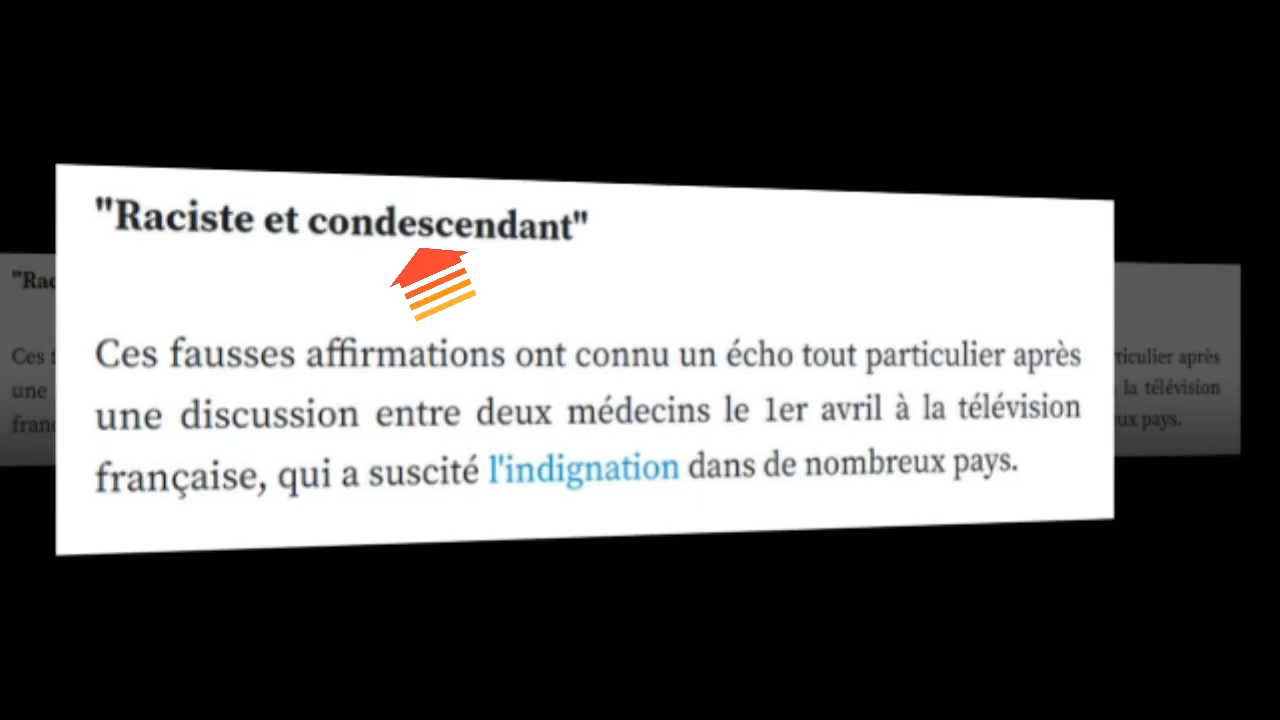 "Raciste et condescendant"
Ces fausses affirmations ont connu un écho tout particulier après
une discussion entre deux médecins le 1er avril à la télévision
française, qui a suscité l'indignation dans de nombreux pays.